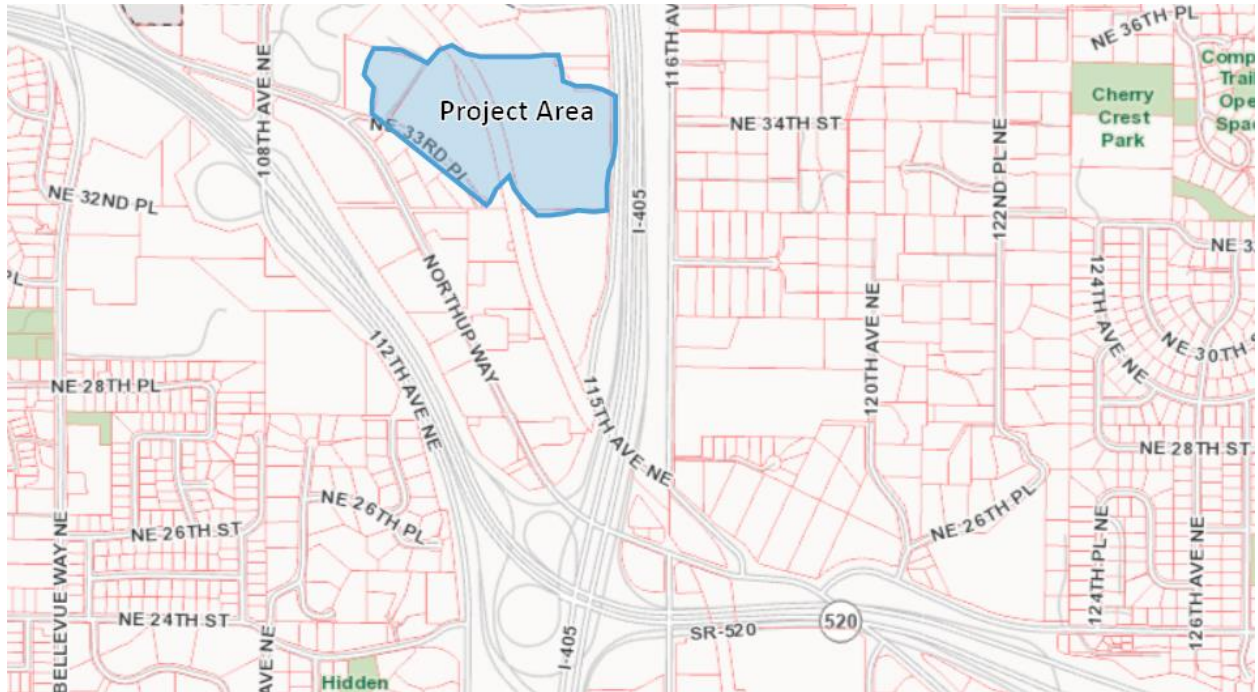 NE 36TH PL
Comp
Trail
Ope
Spac
Cherry
Crest
Park
116TH AV
108TH AVE NE
Project Area
NE 33RD PL
NE 34TH ST
122ND PL NE
NE 32ND PL
I-405
NE 32
PL
NORTHUP WAY
124TH AVE NE
120TH AVE NE
NE 30TH ST
112TH AVE NE
NE 28TH PL
115TH AVE NE
NE 28TH ST
NE 26TH PL
NE 26TH PL
NE 26TH ST
BELLEVUE WAY NE
124TH PL NE
126TH AVE NE
NE 24TH ST
520
SR-520
I-405
AVE NE
Hidden